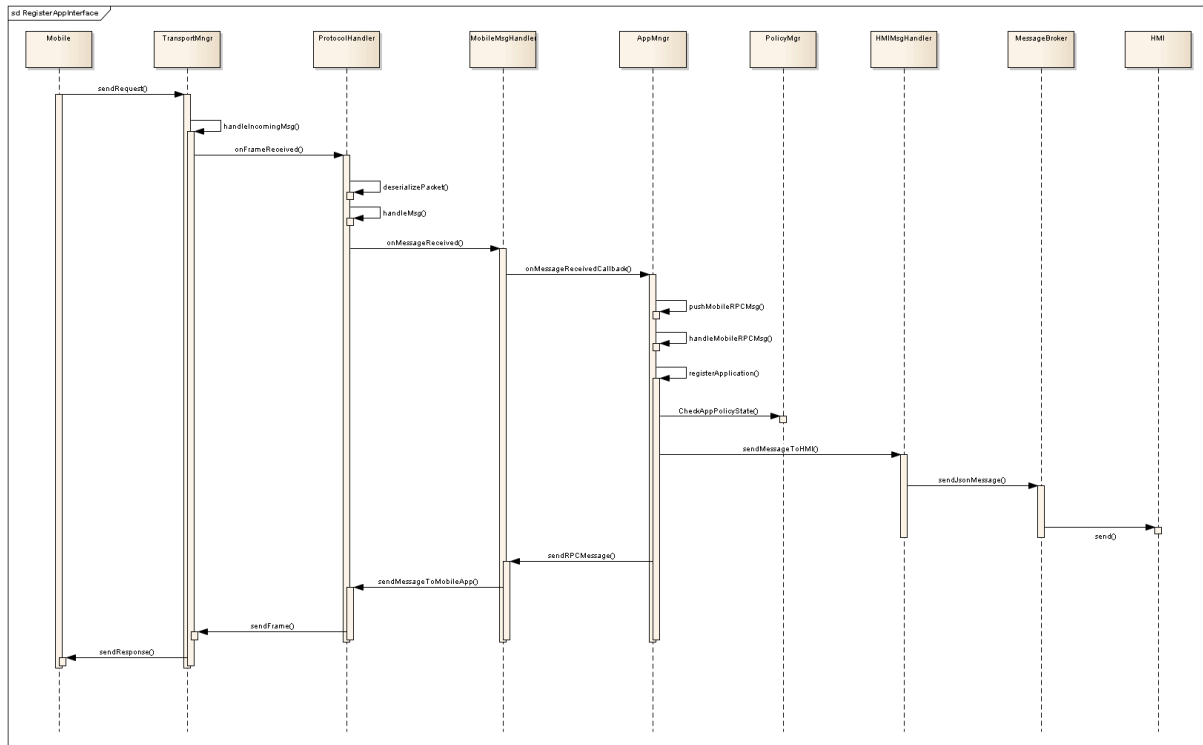 sd RegisterAppInterface
Mobile
TransportMngr
ProtocolHandler
MobileMsgHandler
AppMngr
PolicyMgr
HMIMsgHandler
MessageBroker
HMI
sendRequest()
handleIncomingMsg()
onFrameReceived()
deserializePacket()
handleMsg()
onMessageReceived()
onMessageReceivedCallback()
pushMobileRPCMsg()
handleMobileRPCMsg()
registerApplication()
CheckAppPolicyState()
sendMessageToHMI()
sendJsonMessage()
send()
sendRPCMessage()
sendMessageToMobileApp()
sendFrame()
sendResponse()